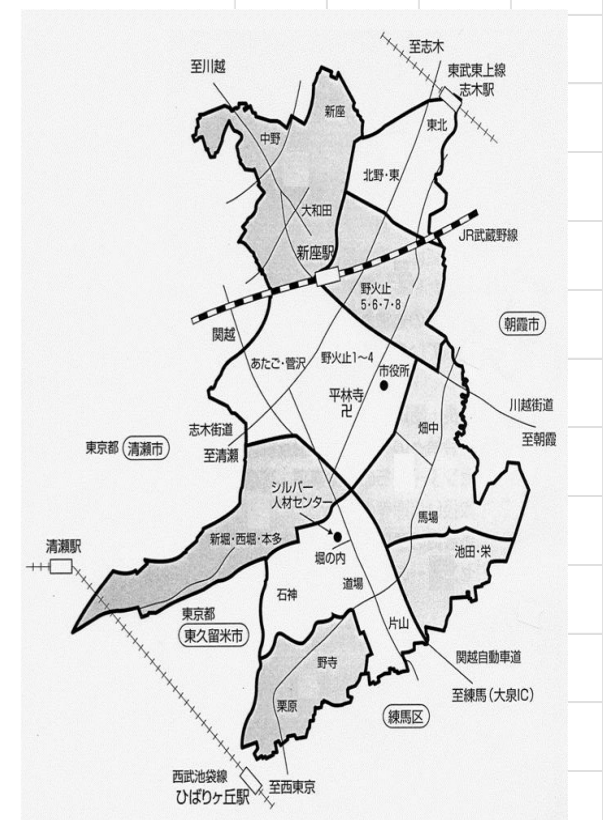 至志木
至川越
東武東上線
志木駅
新座
東北
中野
北野・東
大和田
JR武蔵野線
新座駅
野火止
5・6・7・8
朝霞市
関越
あたご・菅沢
野火止1〜4
市役所
平林寺
卍
川越街道
志木街道
畑中
至朝霞
東京都
清瀬市
至清瀬
シルバー
人材センター
馬場
新堀・西堀・本多
清瀬駅
堀の内
池田・栄
道場
石神
東京都
東久留米市
片山
野寺
関越自動車道
至練馬(大泉IC)
栗原
練馬区
西武池袋線
ひばりヶ丘駅
至西東京